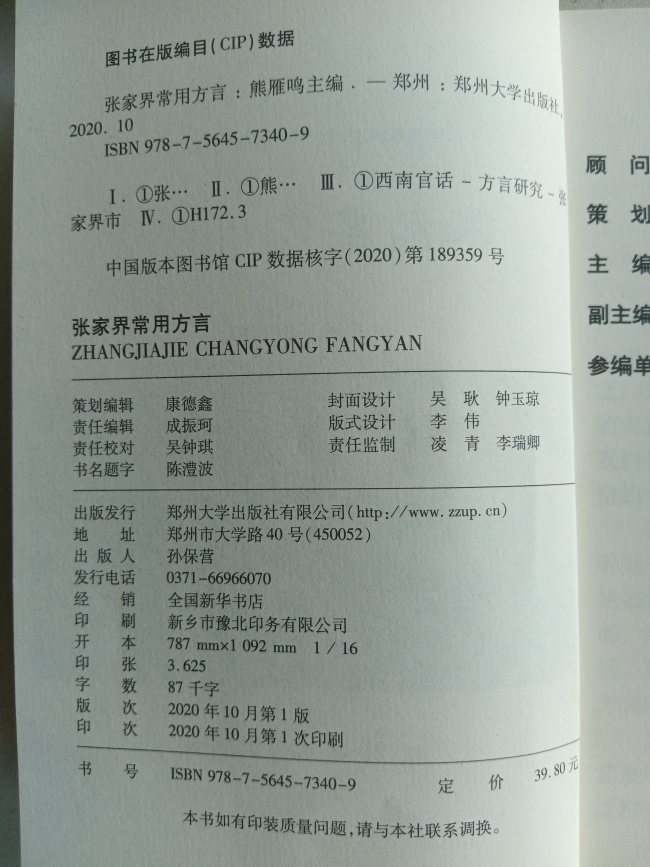 图书在版编目(CIP)数据
张家界常用方言：熊雁鸣主编．— 郑州：郑州大学出版社，
2020. 10
ISBN 978-7-5645-7340-9
Ⅰ. ①张… Ⅱ. ①熊… Ⅲ. ①西南官话－方言研究－张
家界市 Ⅳ. ①H172.3
中国版本图书馆CIP数据核字(2020)第189359号
张家界常用方言
ZHANGJIAJIE CHANGYONG FANGYAN
策划编辑 康德鑫 封面设计 吴耿 钟玉琼
责任编辑 成振珂 版式设计 李伟
责任校对 吴钟琪 责任监制 凌青 李瑞卿
书名题字 陈澧波
出版发行 郑州大学出版社有限公司(http://www.zzup.cn)
地址 郑州市大学路40号(450052)
出版人 孙保营
发行电话 0371-66966070
经销 全国新华书店
印刷 新乡市豫北印务有限公司
开本 787 mm×1 092 mm 1/16
印张 3.625
字数 87千字
版次 2020年10月第1版
印次 2020年10月第1次印刷
书号 ISBN 978-7-5645-7340-9 定价 39.80元
本书如有印装质量问题，请与本社联系调换。
顾问
策划
主编
副主编
参编单